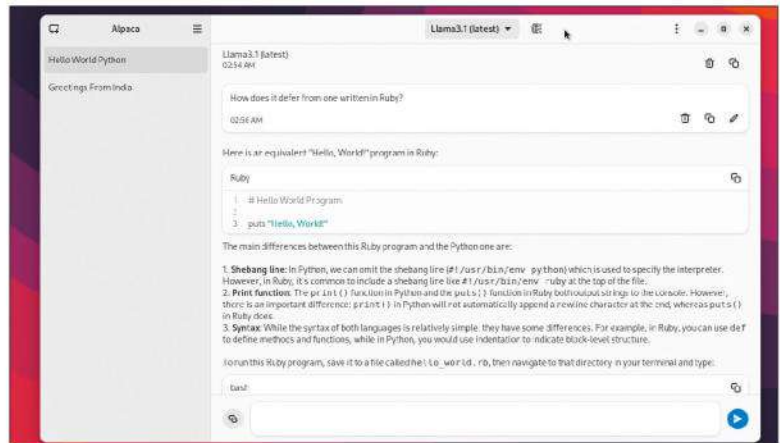 Alpaca
Llama3.1 (latest)
Hello World Python
Greetings From India
Llama3.1 (latest)
02:54 AM
How does it defer from one written in Ruby?
02:56 AM
Here is an equivalent "Hello, World!" program in Ruby:
Ruby
1 # Hello World Program
2
3 puts "Hello, World!"
The main differences between this Ruby program and the Python one are:
1. Shebang line: In Python, we can omit the shebang line (#!/usr/bin/env python) which is used to specify the interpreter.
However, in Ruby, it's common to include a shebang line like #!/usr/bin/env ruby at the top of the file.
2. Print function: The print() function in Python and the puts() function in Ruby both output strings to the console. However,
there is an important difference: print() in Python will not automatically append a newline character at the end, whereas puts()
in Ruby does.
3. Syntax: While the syntax of both languages is relatively simple, they have some differences. For example, in Ruby, you can use def
to define methods and functions, while in Python, you would use indentation to indicate block-level structure.
To run this Ruby program, save it to a file called hello_world.rb, then navigate to that directory in your terminal and type:
bash